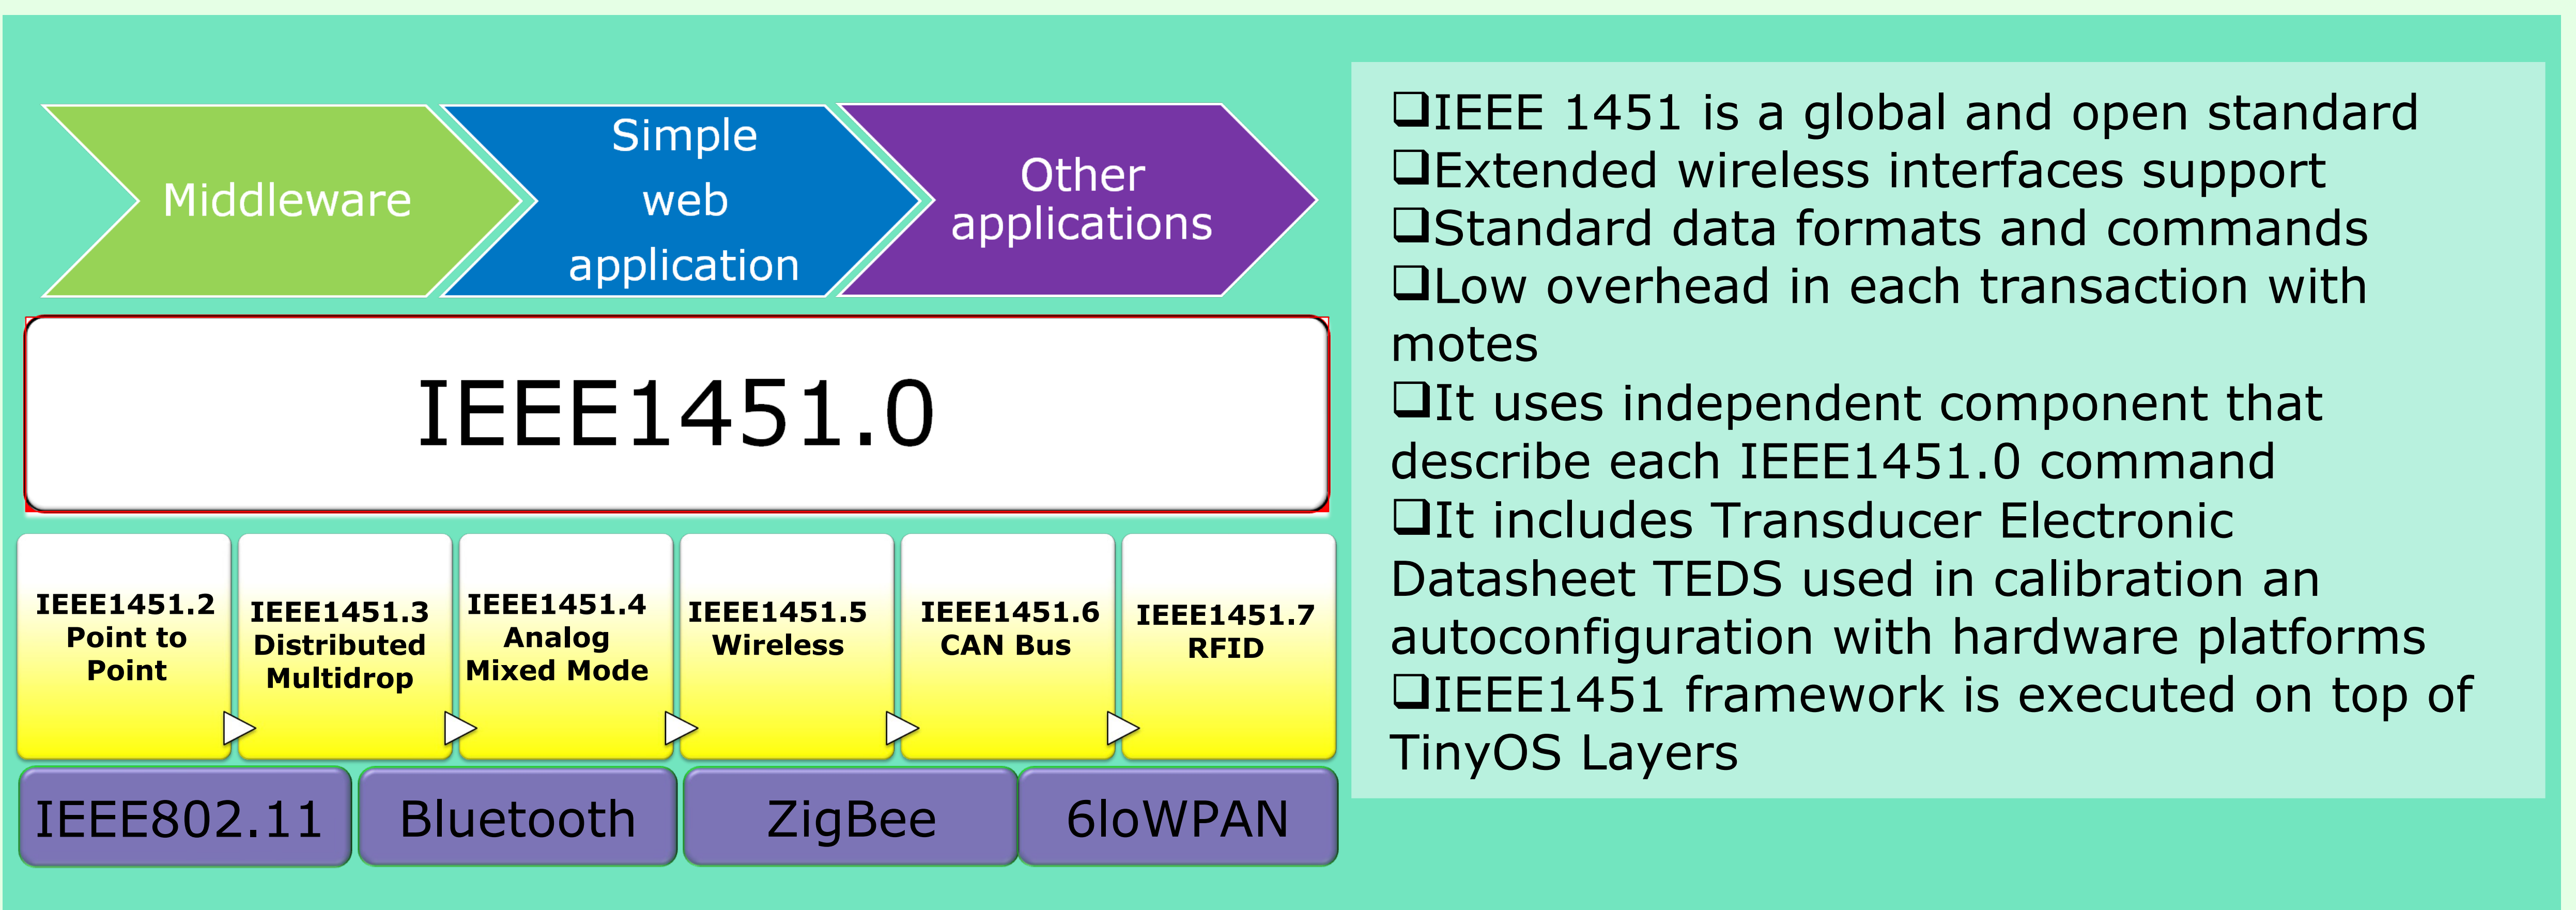 Middleware
Simple
web
application
Other
applications
IEEE1451.0
IEEE1451.2
Point to
Point
IEEE1451.3
Distributed
Multidrop
IEEE1451.4
Analog
Mixed Mode
IEEE1451.5
Wireless
IEEE1451.6
CAN Bus
IEEE1451.7
RFID
IEEE802.11
Bluetooth
ZigBee
6loWPAN
❑IEEE 1451 is a global and open standard
❑Extended wireless interfaces support
❑Standard data formats and commands
❑Low overhead in each transaction with
motes
❑It uses independent component that
describe each IEEE1451.0 command
❑It includes Transducer Electronic
Datasheet TEDS used in calibration an
autoconfiguration with hardware platforms
❑IEEE1451 framework is executed on top of
TinyOS Layers